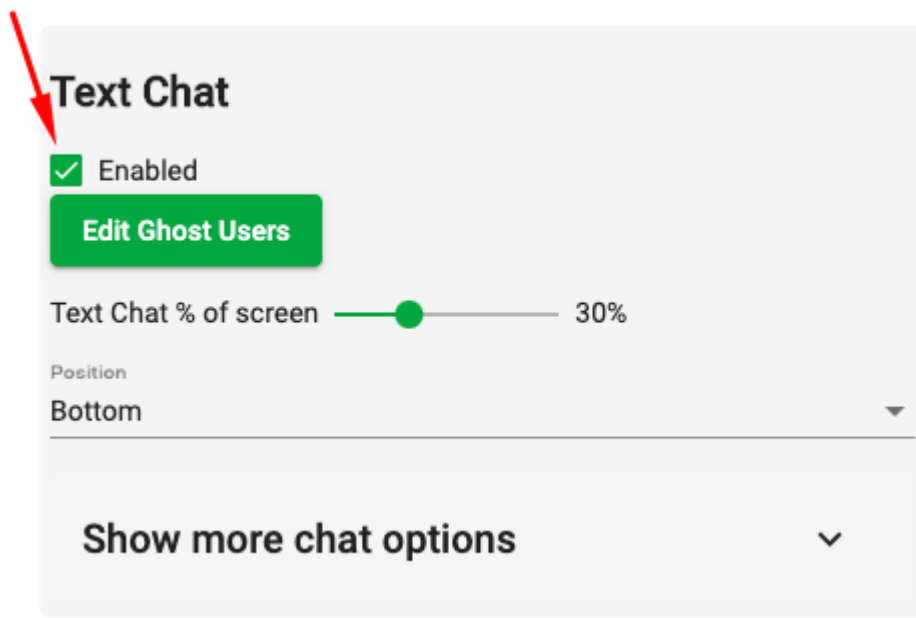 Text Chat
Enabled
Edit Ghost Users
Text Chat % of screen 30%
Position
Bottom
Show more chat options